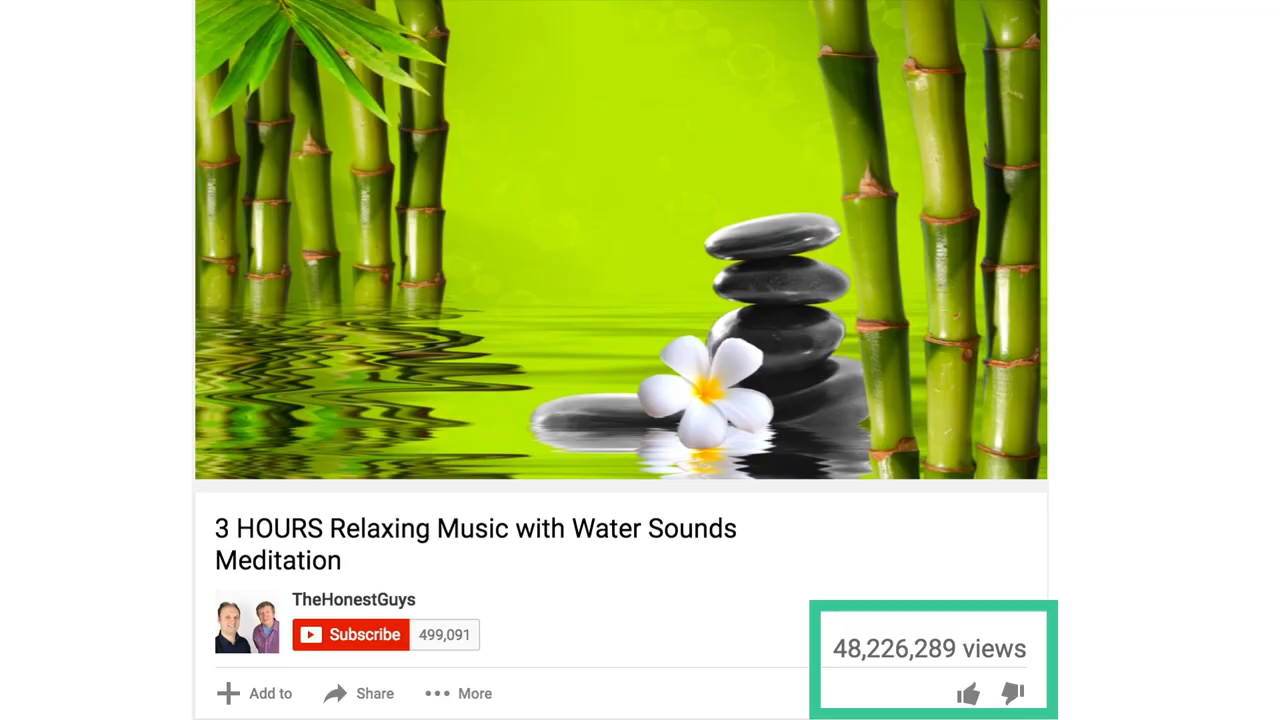 3 HOURS Relaxing Music with Water Sounds
Meditation
TheHonestGuys
Subscribe 499,091
48,226,289 views
Add to Share More